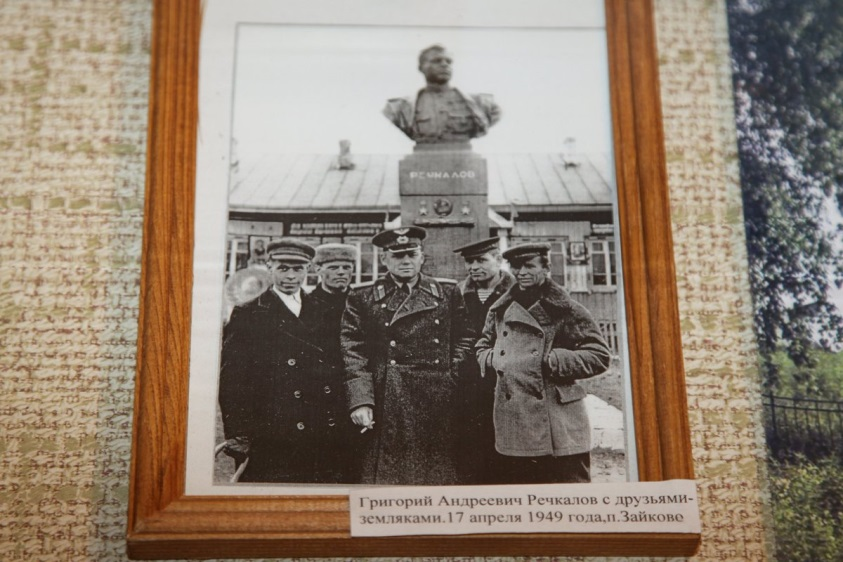 РЕЧКАЛОВ
Григорий Андреевич Речкалов с друзьями-
земляками.17 апреля 1949 года,п.Зайково